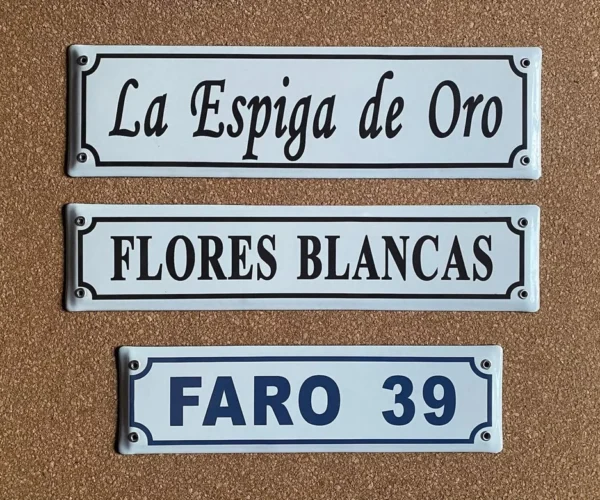 La Espiga de Oro
FLORES BLANCAS
FARO 39